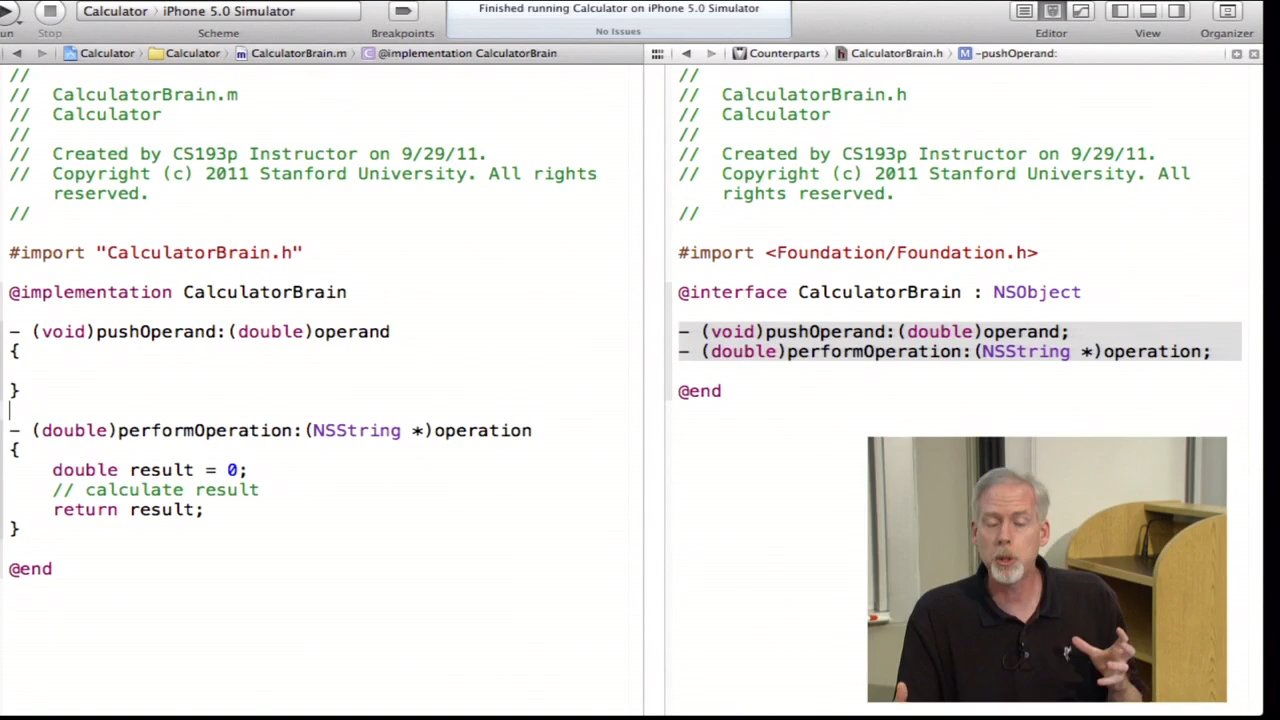 Calculator › iPhone 5.0 Simulator
Finished running Calculator on iPhone 5.0 Simulator
No Issues
un
Stop
Scheme
Breakpoints
Editor
View
Organizer
Calculator
Calculator
CalculatorBrain.m
@implementation CalculatorBrain
Counterparts
CalculatorBrain.h
-pushOperand:
//
// CalculatorBrain.m
// Calculator
//
// Created by CS193p Instructor on 9/29/11.
// Copyright (c) 2011 Stanford University. All rights
reserved.
//
#import "CalculatorBrain.h"
@implementation CalculatorBrain
- (void)pushOperand:(double)operand
{
}
- (double)performOperation:(NSString *)operation
{
double result = 0;
// calculate result
return result;
}
@end
//
// CalculatorBrain.h
// Calculator
//
// Created by CS193p Instructor on 9/29/11.
// Copyright (c) 2011 Stanford University. All
rights reserved.
//
#import <Foundation/Foundation.h>
@interface CalculatorBrain : NSObject
- (void)pushOperand:(double)operand;
- (double)performOperation:(NSString *)operation;
@end